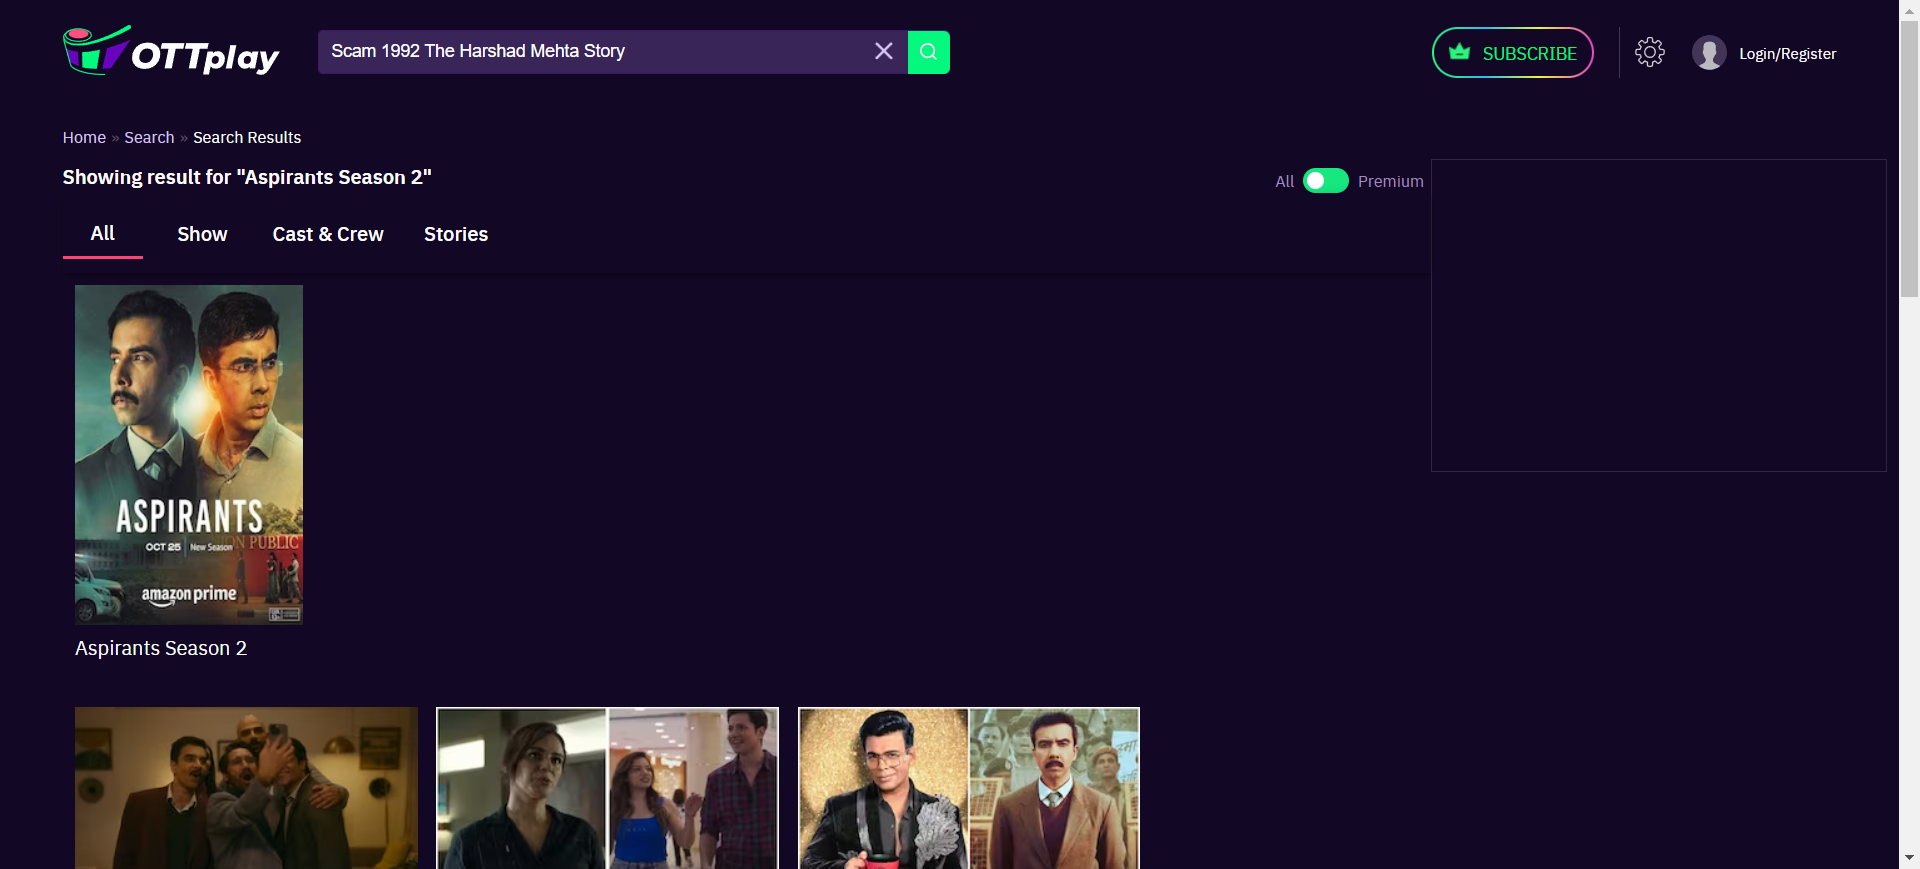 OTTplay
Scam 1992 The Harshad Mehta Story
SUBSCRIBE
Login/Register
Home » Search » Search Results
Showing result for "Aspirants Season 2"
All
Premium
All
Show
Cast & Crew
Stories
ASPIRANTS
OCT 25 | New Season
ON PUBLIC
amazon prime
Aspirants Season 2